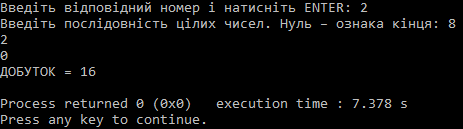 Введіть відповідний номер і натисніть ENTER: 2
Введіть послідовність цілих чисел. Нуль – ознака кінця: 8
2
0
ДОБУТОК = 16
Process returned 0 (0x0)   execution time : 7.378 s
Press any key to continue.